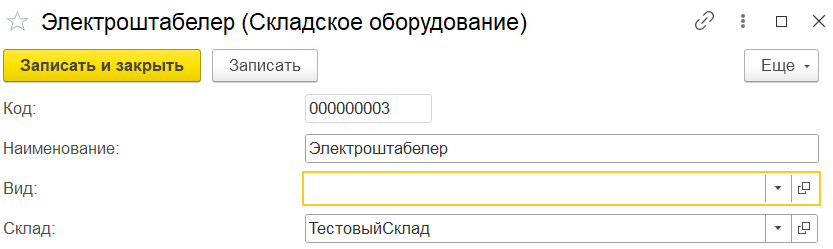 Электроштабелер (Складское оборудование)
Записать и закрыть Записать Еще
Код: 000000003
Наименование: Электроштабелер
Вид:
Склад: ТестовыйСклад